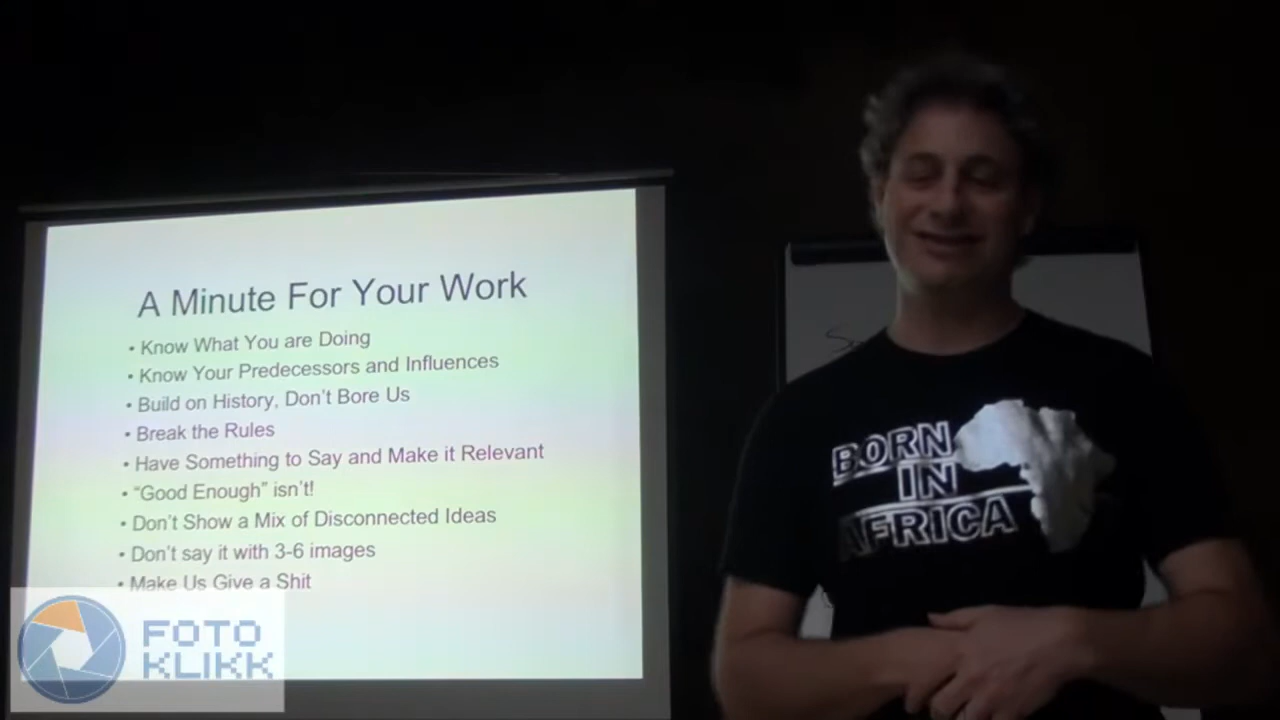 A Minute For Your Work
• Know What You are Doing
• Know Your Predecessors and Influences
• Build on History, Don't Bore Us
• Break the Rules
• Have Something to Say and Make it Relevant
• “Good Enough” isn't!
• Don't Show a Mix of Disconnected Ideas
• Don't say it with 3-6 images
• Make Us Give a Shit
FOTO
KLIKK
BORN
IN
AFRICA